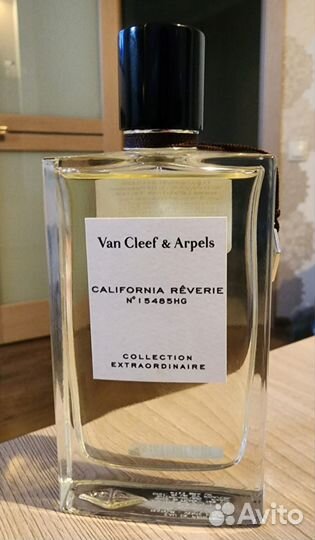 Van Cleef & Arpels
CALIFORNIA RÊVERIE
N°15485HG
COLLECTION
EXTRAORDINAIRE
Avito